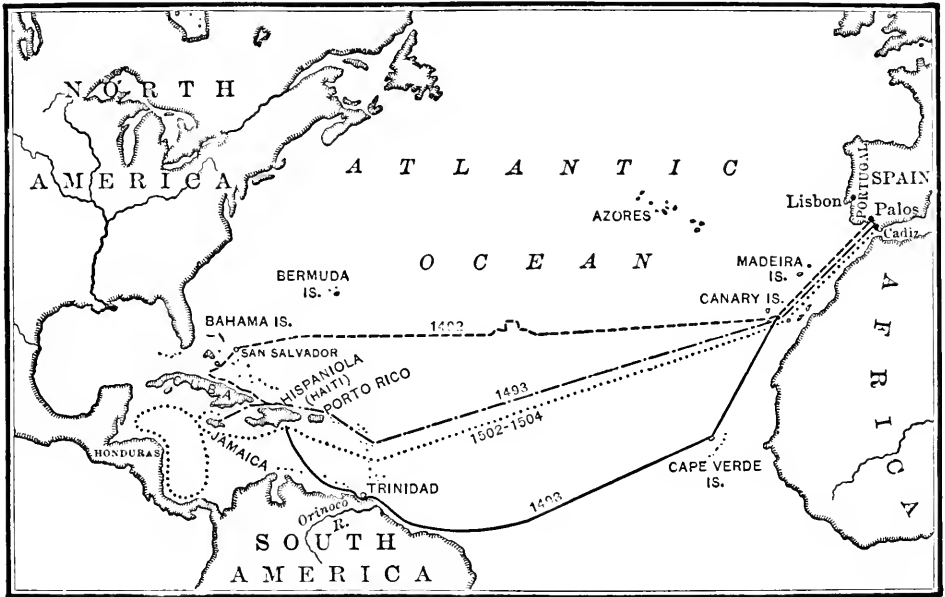 NORTH
AMERICA
ATLANTIC
OCEAN
PORTUGAL
SPAIN
Lisbon
Palos
Cadiz
AZORES
MADEIRA
IS.
CANARY IS.
BERMUDA
IS.
BAHAMA IS.
1492
SAN SALVADOR
CUBA
HISPANIOLA
(HAITI)
PORTO RICO
1493
1502-1504
JAMAICA
HONDURAS
CAPE VERDE
IS.
TRINIDAD
Orinoco
R.
SOUTH
AMERICA
AFRICA